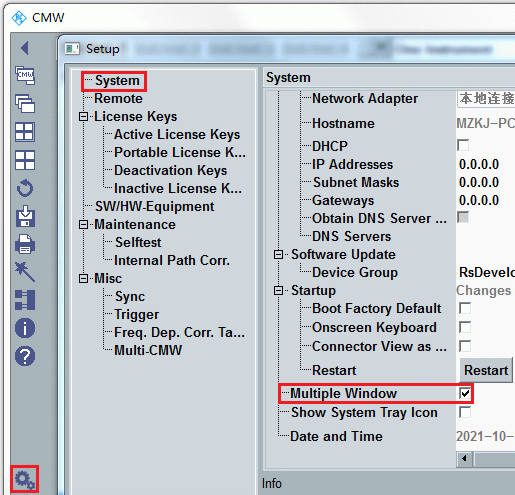 CMW
Setup
System
Remote
License Keys
Active License Keys
Portable License K...
Deactivation Keys
Inactive License K...
SW/HW-Equipment
Maintenance
Selftest
Internal Path Corr.
Misc
Sync
Trigger
Freq. Dep. Corr. Ta...
Multi-CMW
System
Network Adapter 本地连接
Hostname MZKJ-PC
DHCP
IP Addresses 0.0.0.0
Subnet Masks 0.0.0.0
Gateways 0.0.0.0
Obtain DNS Server ...
DNS Servers
Software Update
Device Group RsDevelo
Startup Changes
Boot Factory Default
Onscreen Keyboard
Connector View as ...
Restart Restart
Multiple Window
Show System Tray Icon
Date and Time 2021-10-
Info